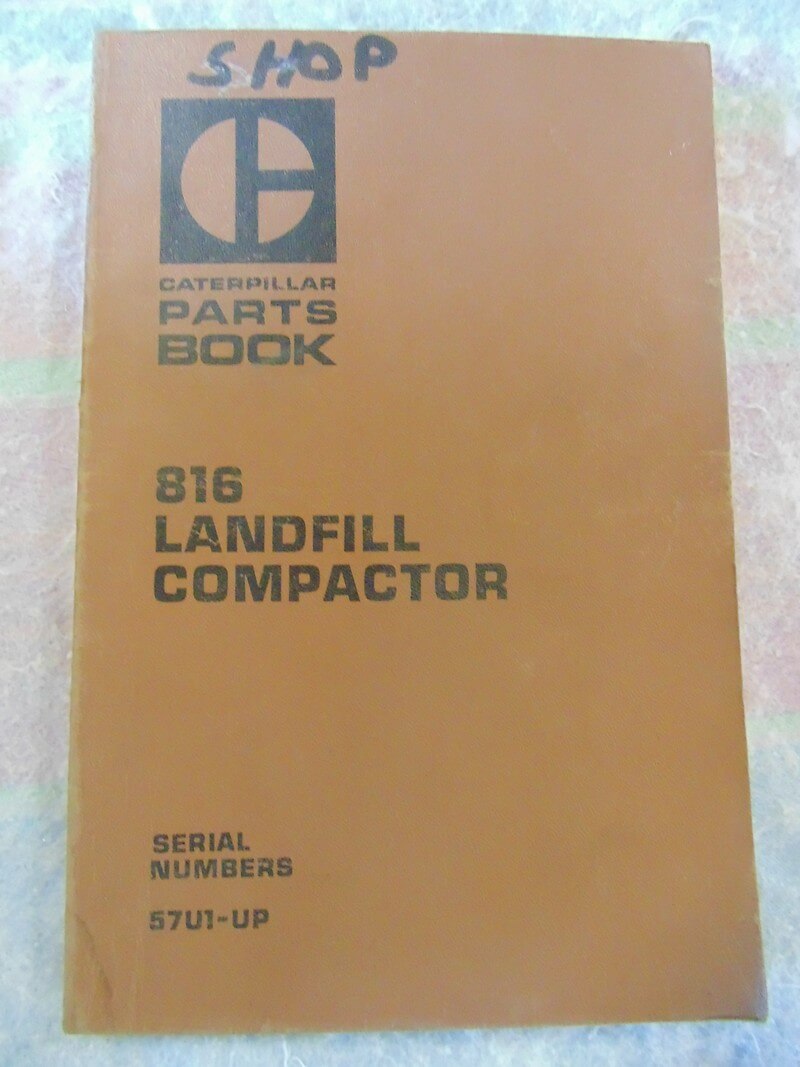 SHOP
CATERPILLAR
PARTS
BOOK
816
LANDFILL
COMPACTOR
SERIAL
NUMBERS
57U1-UP